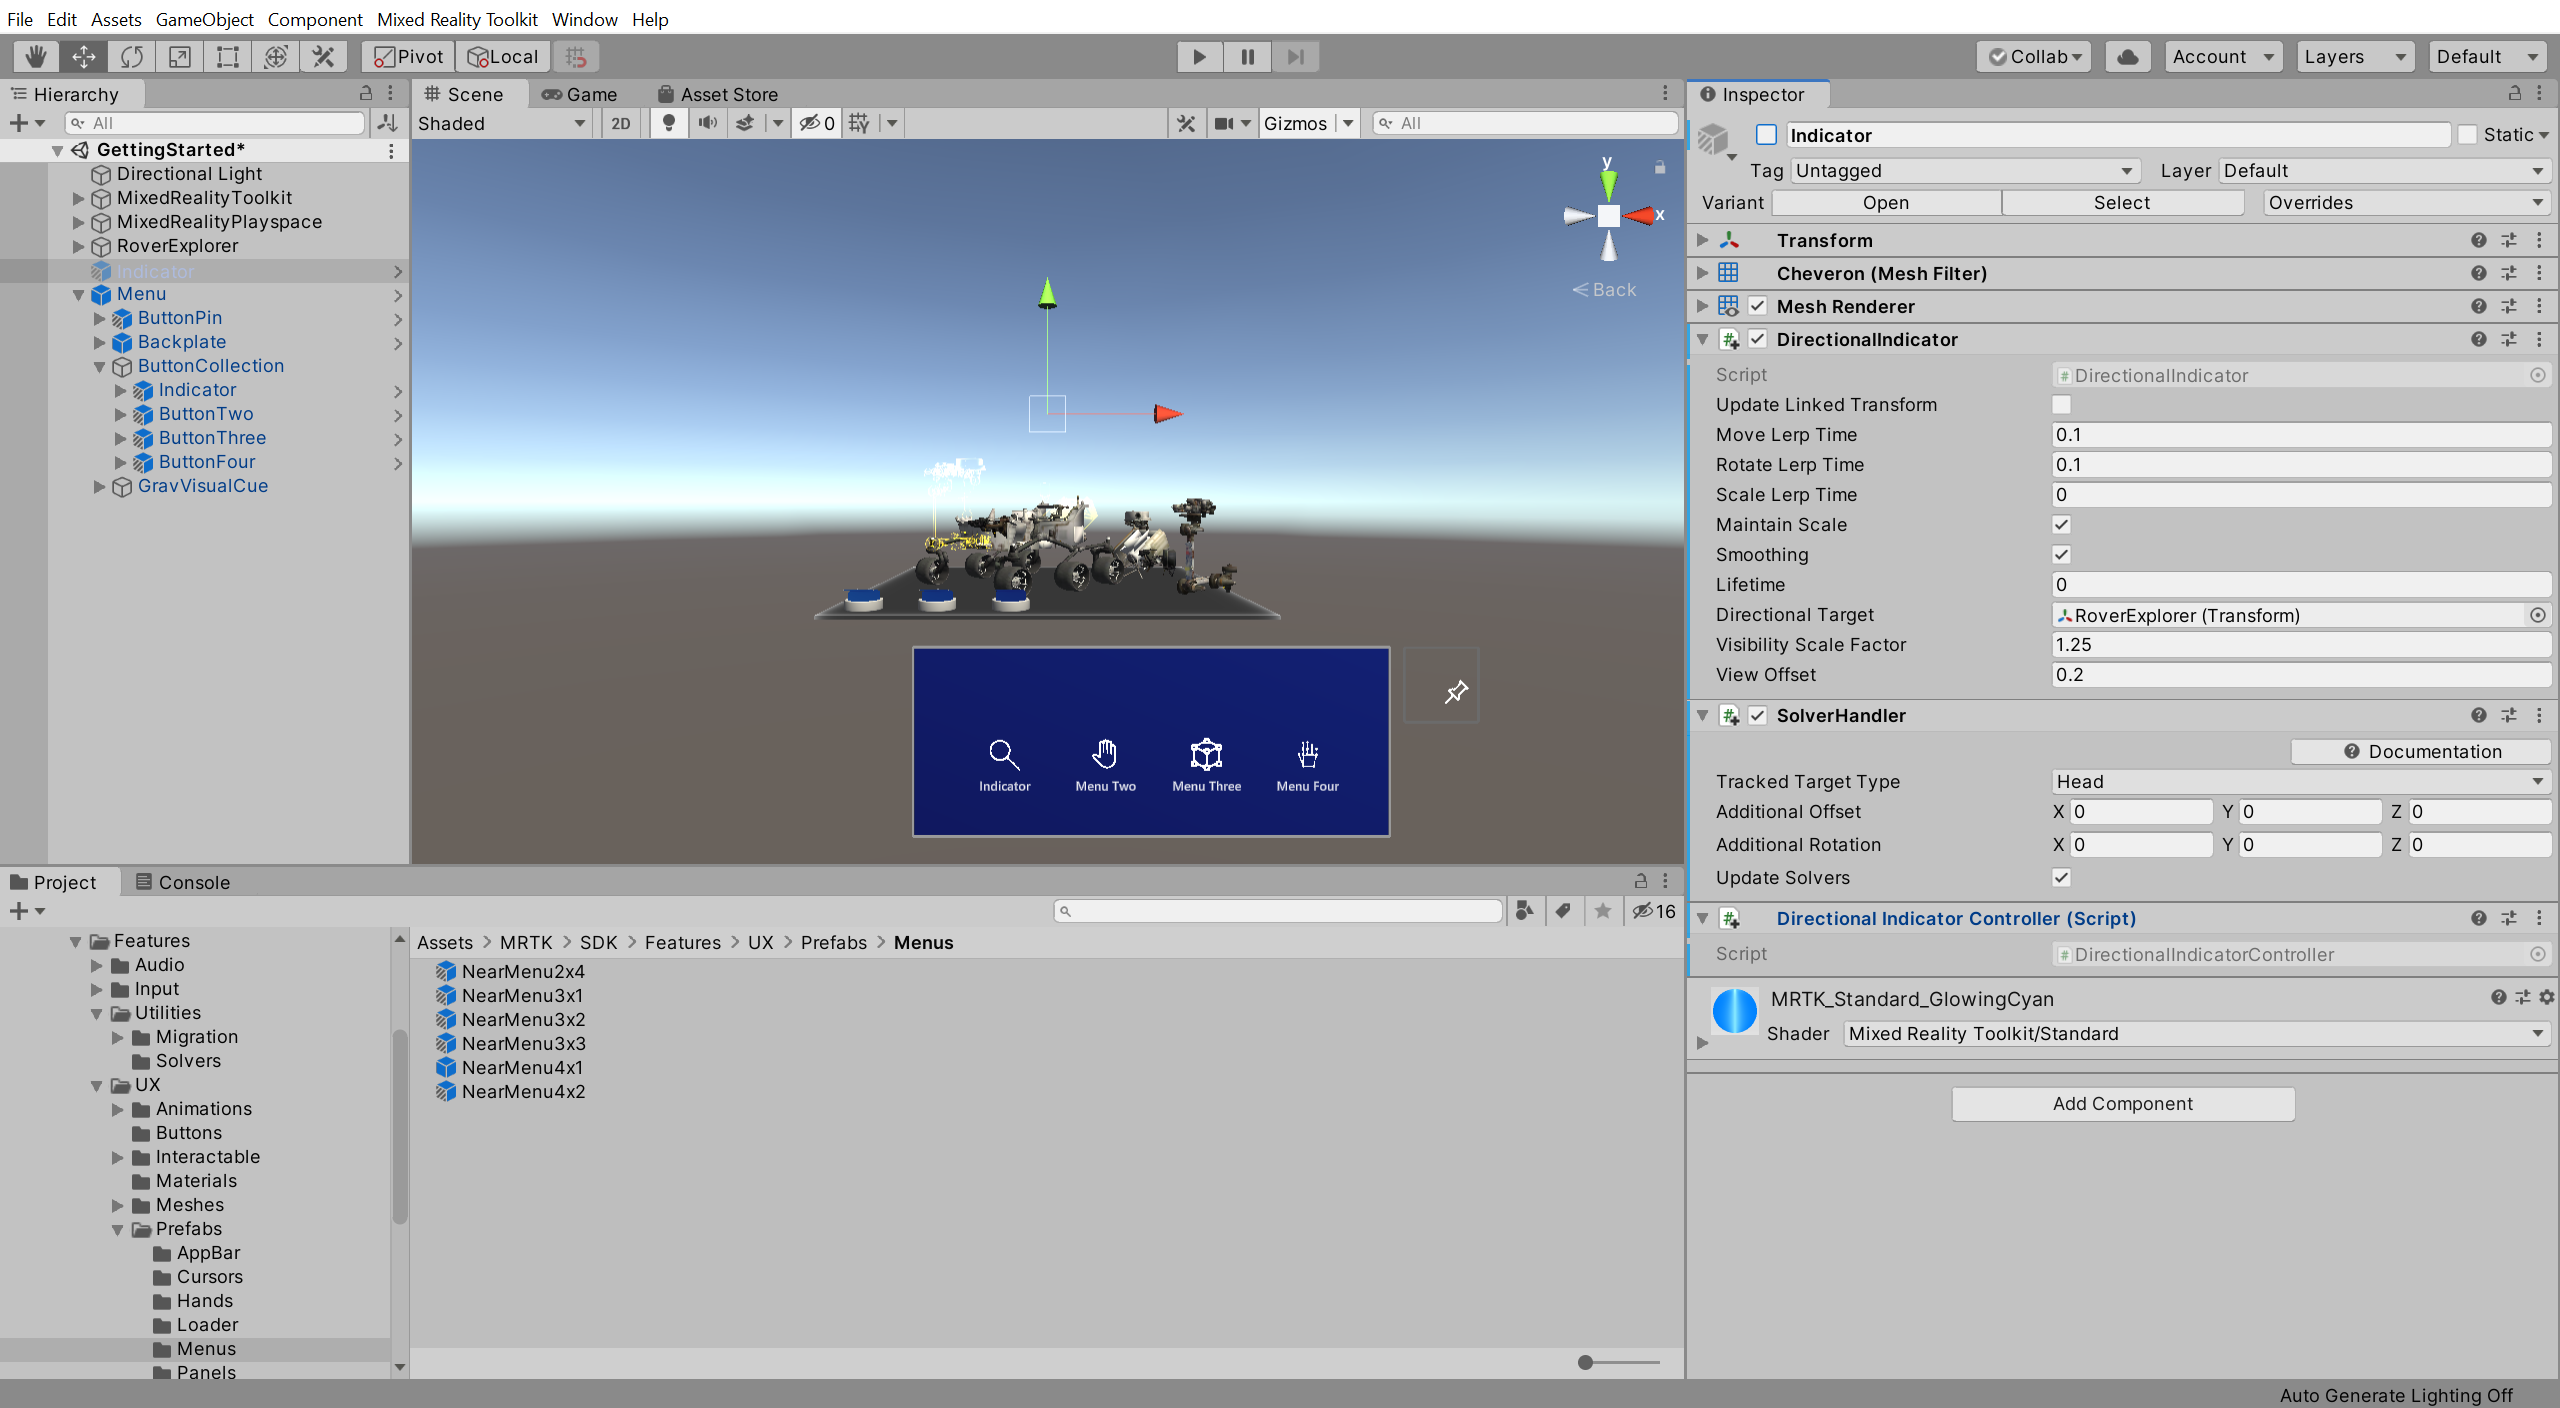 File Edit Assets GameObject Component Mixed Reality Toolkit Window Help
Pivot Local Collab Account Layers Default
Hierarchy
All
GettingStarted*
Directional Light
MixedRealityToolkit
MixedRealityPlayspace
RoverExplorer
Indicator
Menu
ButtonPin
Backplate
ButtonCollection
Indicator
ButtonTwo
ButtonThree
ButtonFour
GravVisualCue
Scene Game Asset Store
Shaded 2D 0 Gizmos All
y
x
Back
Indicator Menu Two Menu Three Menu Four
Project Console
16
Features
Audio
Input
Utilities
Migration
Solvers
UX
Animations
Buttons
Interactable
Materials
Meshes
Prefabs
AppBar
Cursors
Hands
Loader
Menus
Panels
Assets > MRTK > SDK > Features > UX > Prefabs > Menus
NearMenu2x4
NearMenu3x1
NearMenu3x2
NearMenu3x3
NearMenu4x1
NearMenu4x2
Inspector
Indicator Static
Tag Untagged Layer Default
Variant Open Select Overrides
Transform
Cheveron (Mesh Filter)
Mesh Renderer
DirectionalIndicator
Script DirectionalIndicator
Update Linked Transform
Move Lerp Time 0.1
Rotate Lerp Time 0.1
Scale Lerp Time 0
Maintain Scale
Smoothing
Lifetime 0
Directional Target RoverExplorer (Transform)
Visibility Scale Factor 1.25
View Offset 0.2
SolverHandler
Documentation
Tracked Target Type Head
Additional Offset X 0 Y 0 Z 0
Additional Rotation X 0 Y 0 Z 0
Update Solvers
Directional Indicator Controller (Script)
Script DirectionalIndicatorController
MRTK_Standard_GlowingCyan
Shader Mixed Reality Toolkit/Standard
Add Component
Auto Generate Lighting Off